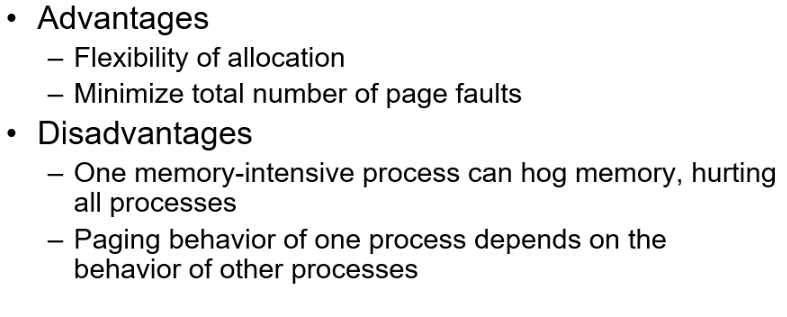 • Advantages
– Flexibility of allocation
– Minimize total number of page faults
• Disadvantages
– One memory-intensive process can hog memory, hurting
all processes
– Paging behavior of one process depends on the
behavior of other processes